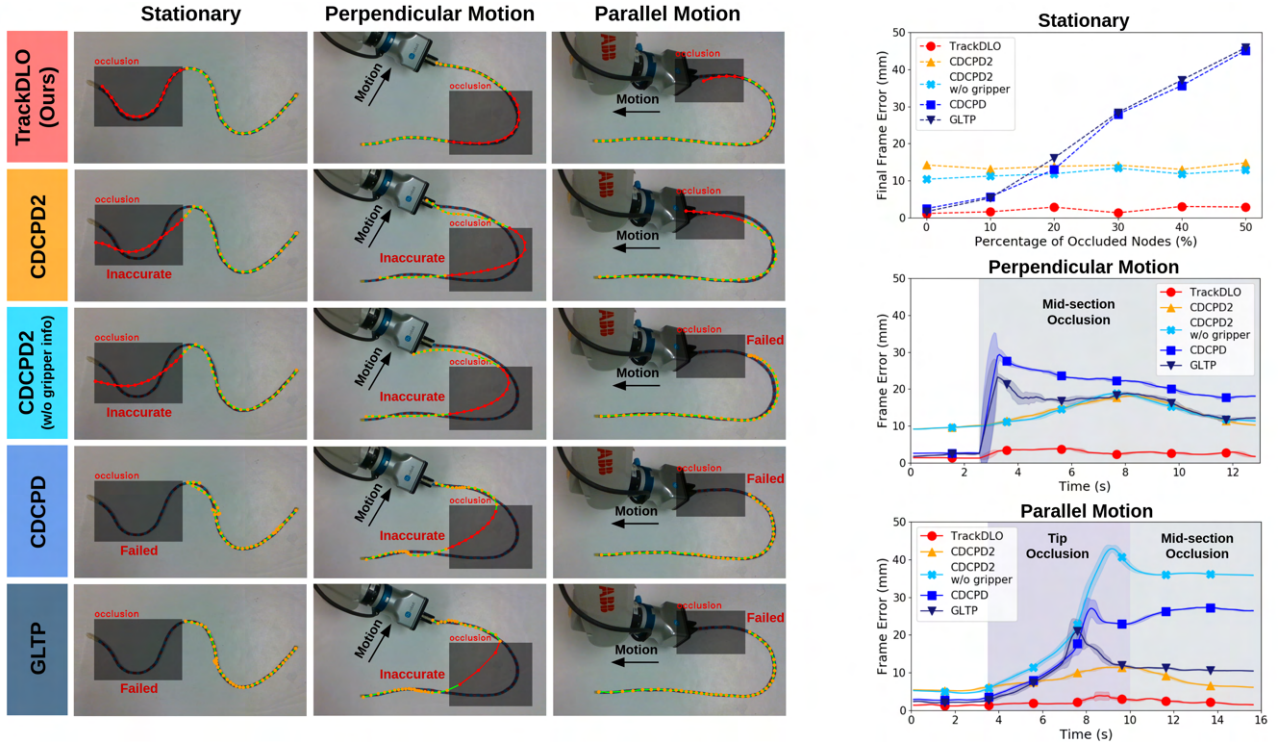 Stationary
Perpendicular Motion
Parallel Motion
TrackDLO
(Ours)
occlusion
Motion
occlusion
ABB
Motion
occlusion
CDCPD2
occlusion
Inaccurate
Motion
occlusion
Inaccurate
ABB
Motion
occlusion
CDCPD2
(w/o gripper info)
occlusion
Inaccurate
Motion
occlusion
Inaccurate
ABB
Motion
occlusion
Failed
CDCPD
occlusion
Failed
Motion
occlusion
Inaccurate
ABB
Motion
occlusion
Failed
GLTP
occlusion
Failed
Motion
occlusion
Inaccurate
ABB
Motion
occlusion
Failed
Stationary
Final Frame Error (mm)
50
40
30
20
10
0
TrackDLO
CDCPD2
CDCPD2
w/o gripper
CDCPD
GLTP
0 10 20 30 40 50
Percentage of Occluded Nodes (%)
Perpendicular Motion
Frame Error (mm)
50
40
30
20
10
0
Mid-section
Occlusion
TrackDLO
CDCPD2
CDCPD2
w/o gripper
CDCPD
GLTP
0 2 4 6 8 10 12
Time (s)
Parallel Motion
Frame Error (mm)
50
40
30
20
10
0
TrackDLO
CDCPD2
CDCPD2
w/o gripper
CDCPD
GLTP
Tip
Occlusion
Mid-section
Occlusion
0 2 4 6 8 10 12 14 16
Time (s)